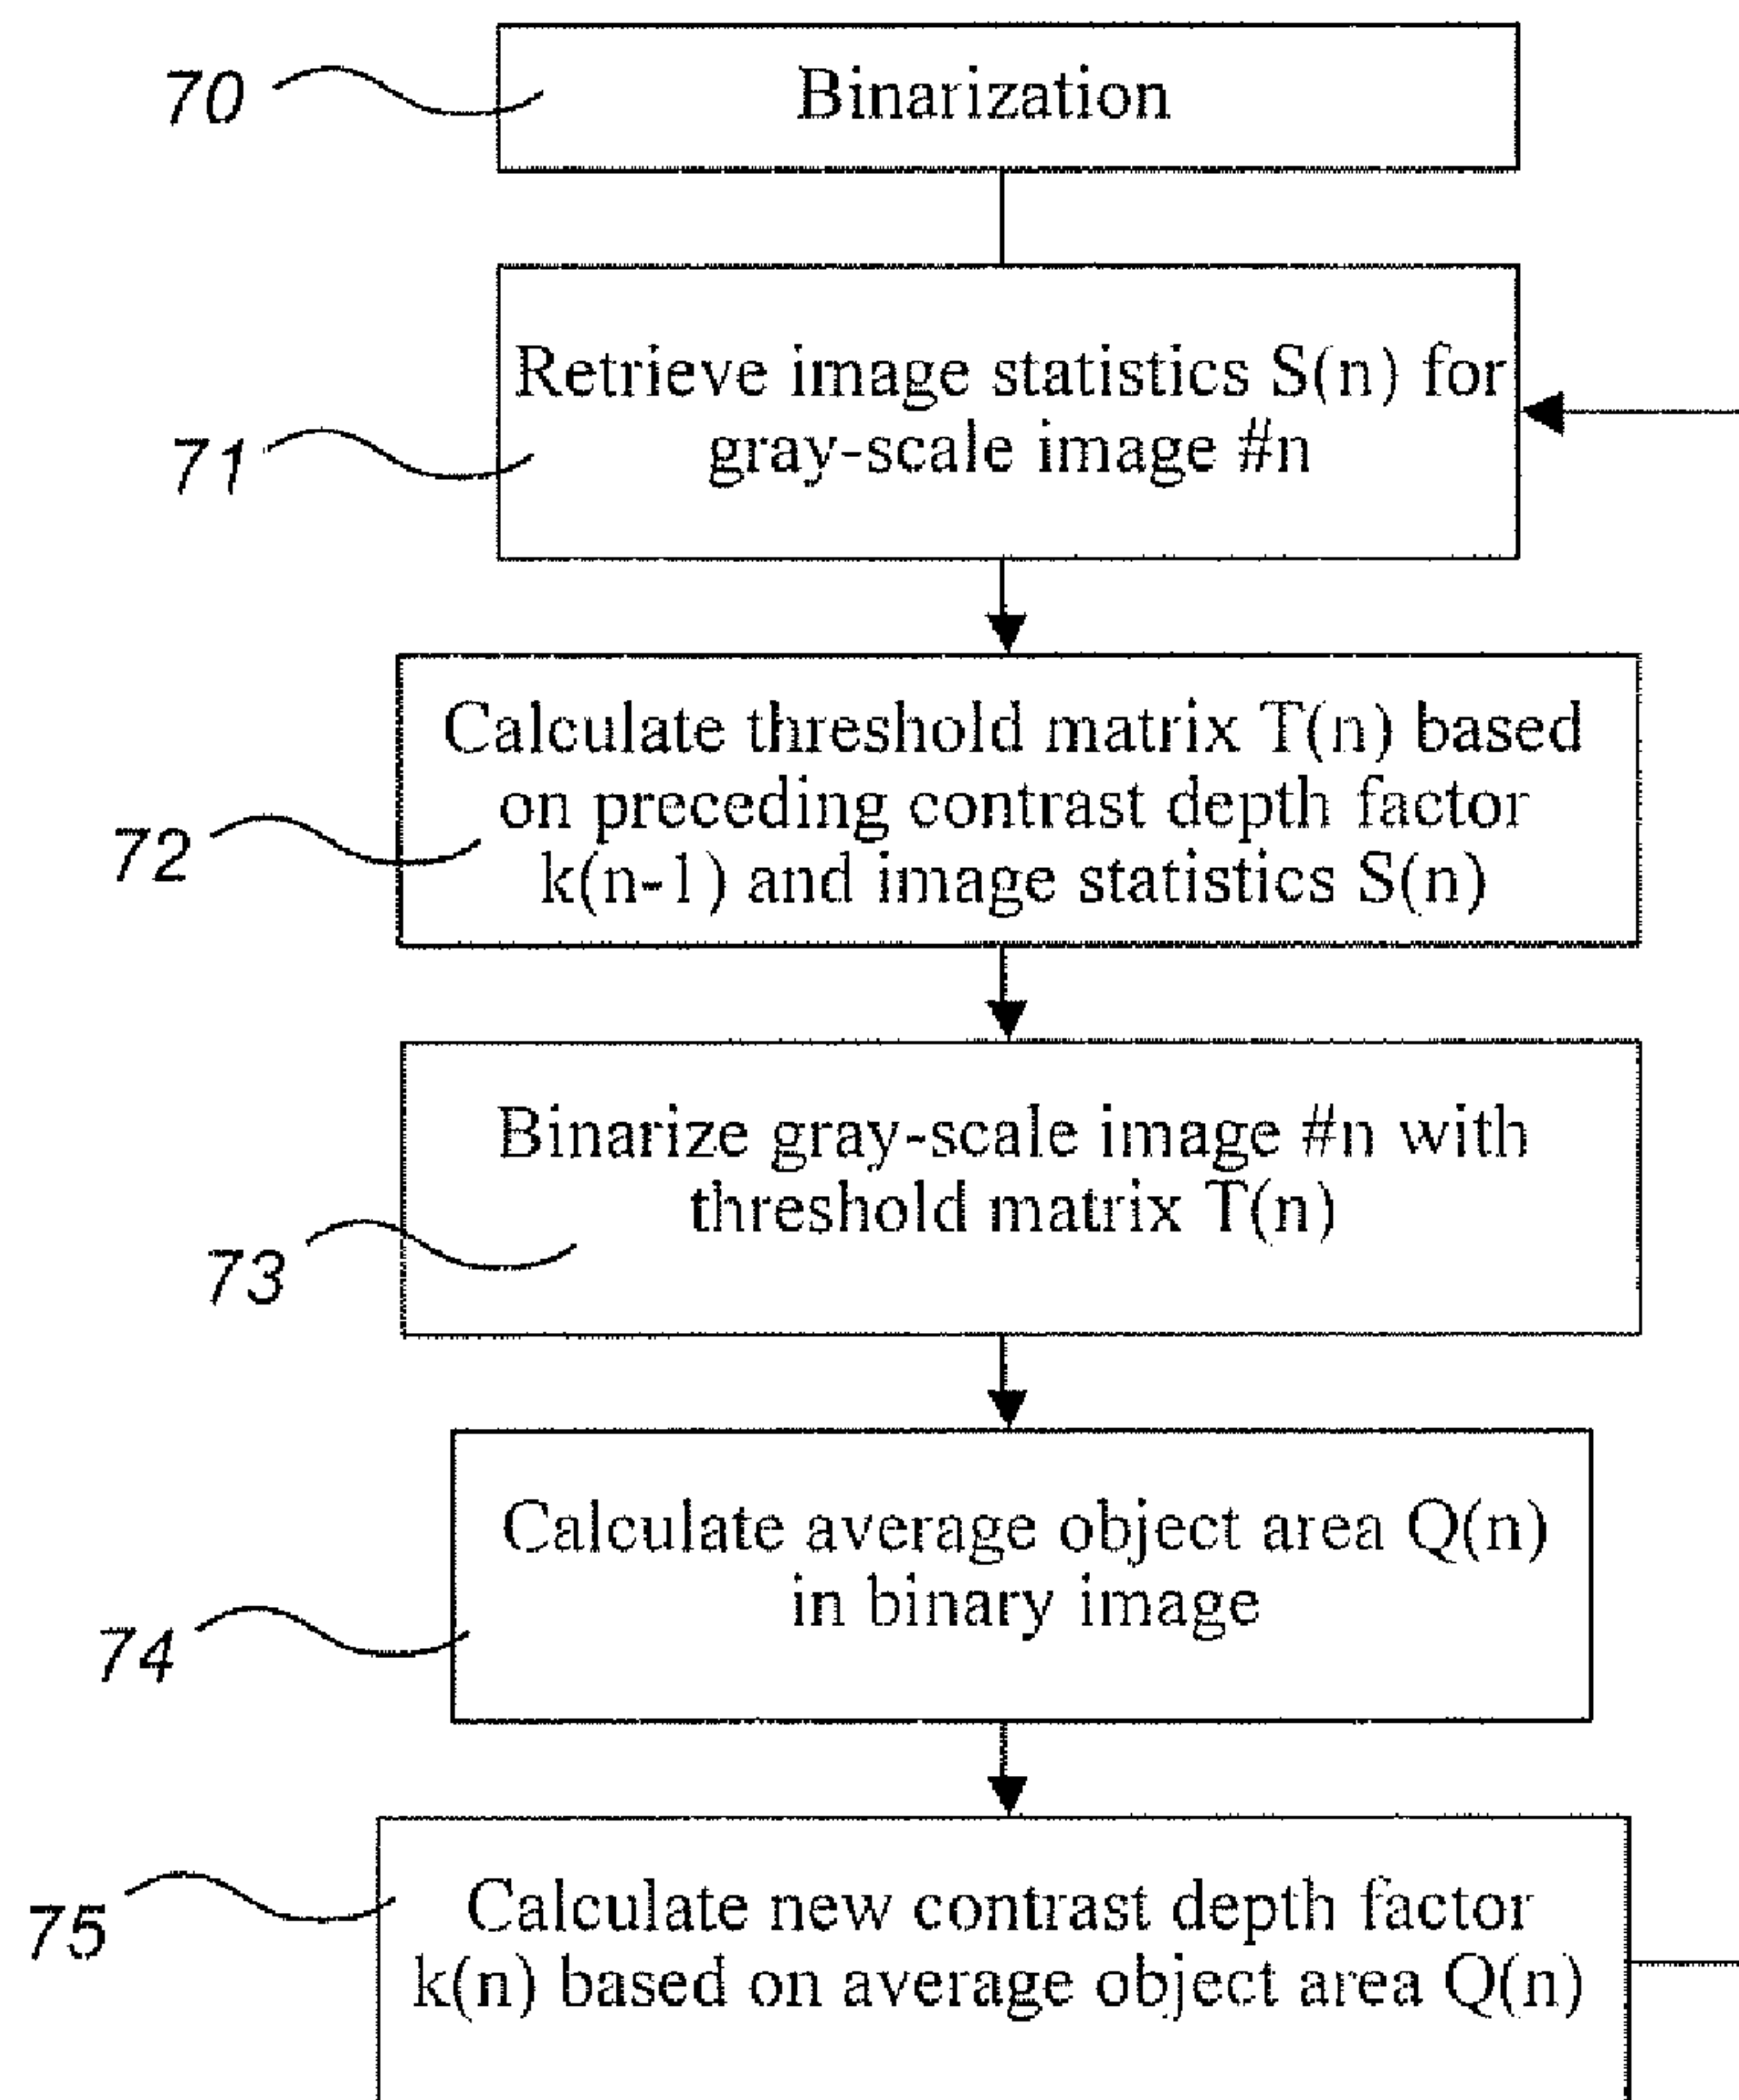 70
Binarization
Retrieve image statistics S(n) for
gray-scale image #n
71
Calculate threshold matrix T(n) based
on preceding contrast depth factor
k(n-1) and image statistics S(n)
72
Binarize gray-scale image #n with
threshold matrix T(n)
73
Calculate average object area Q(n)
in binary image
74
Calculate new contrast depth factor
k(n) based on average object area Q(n)
75